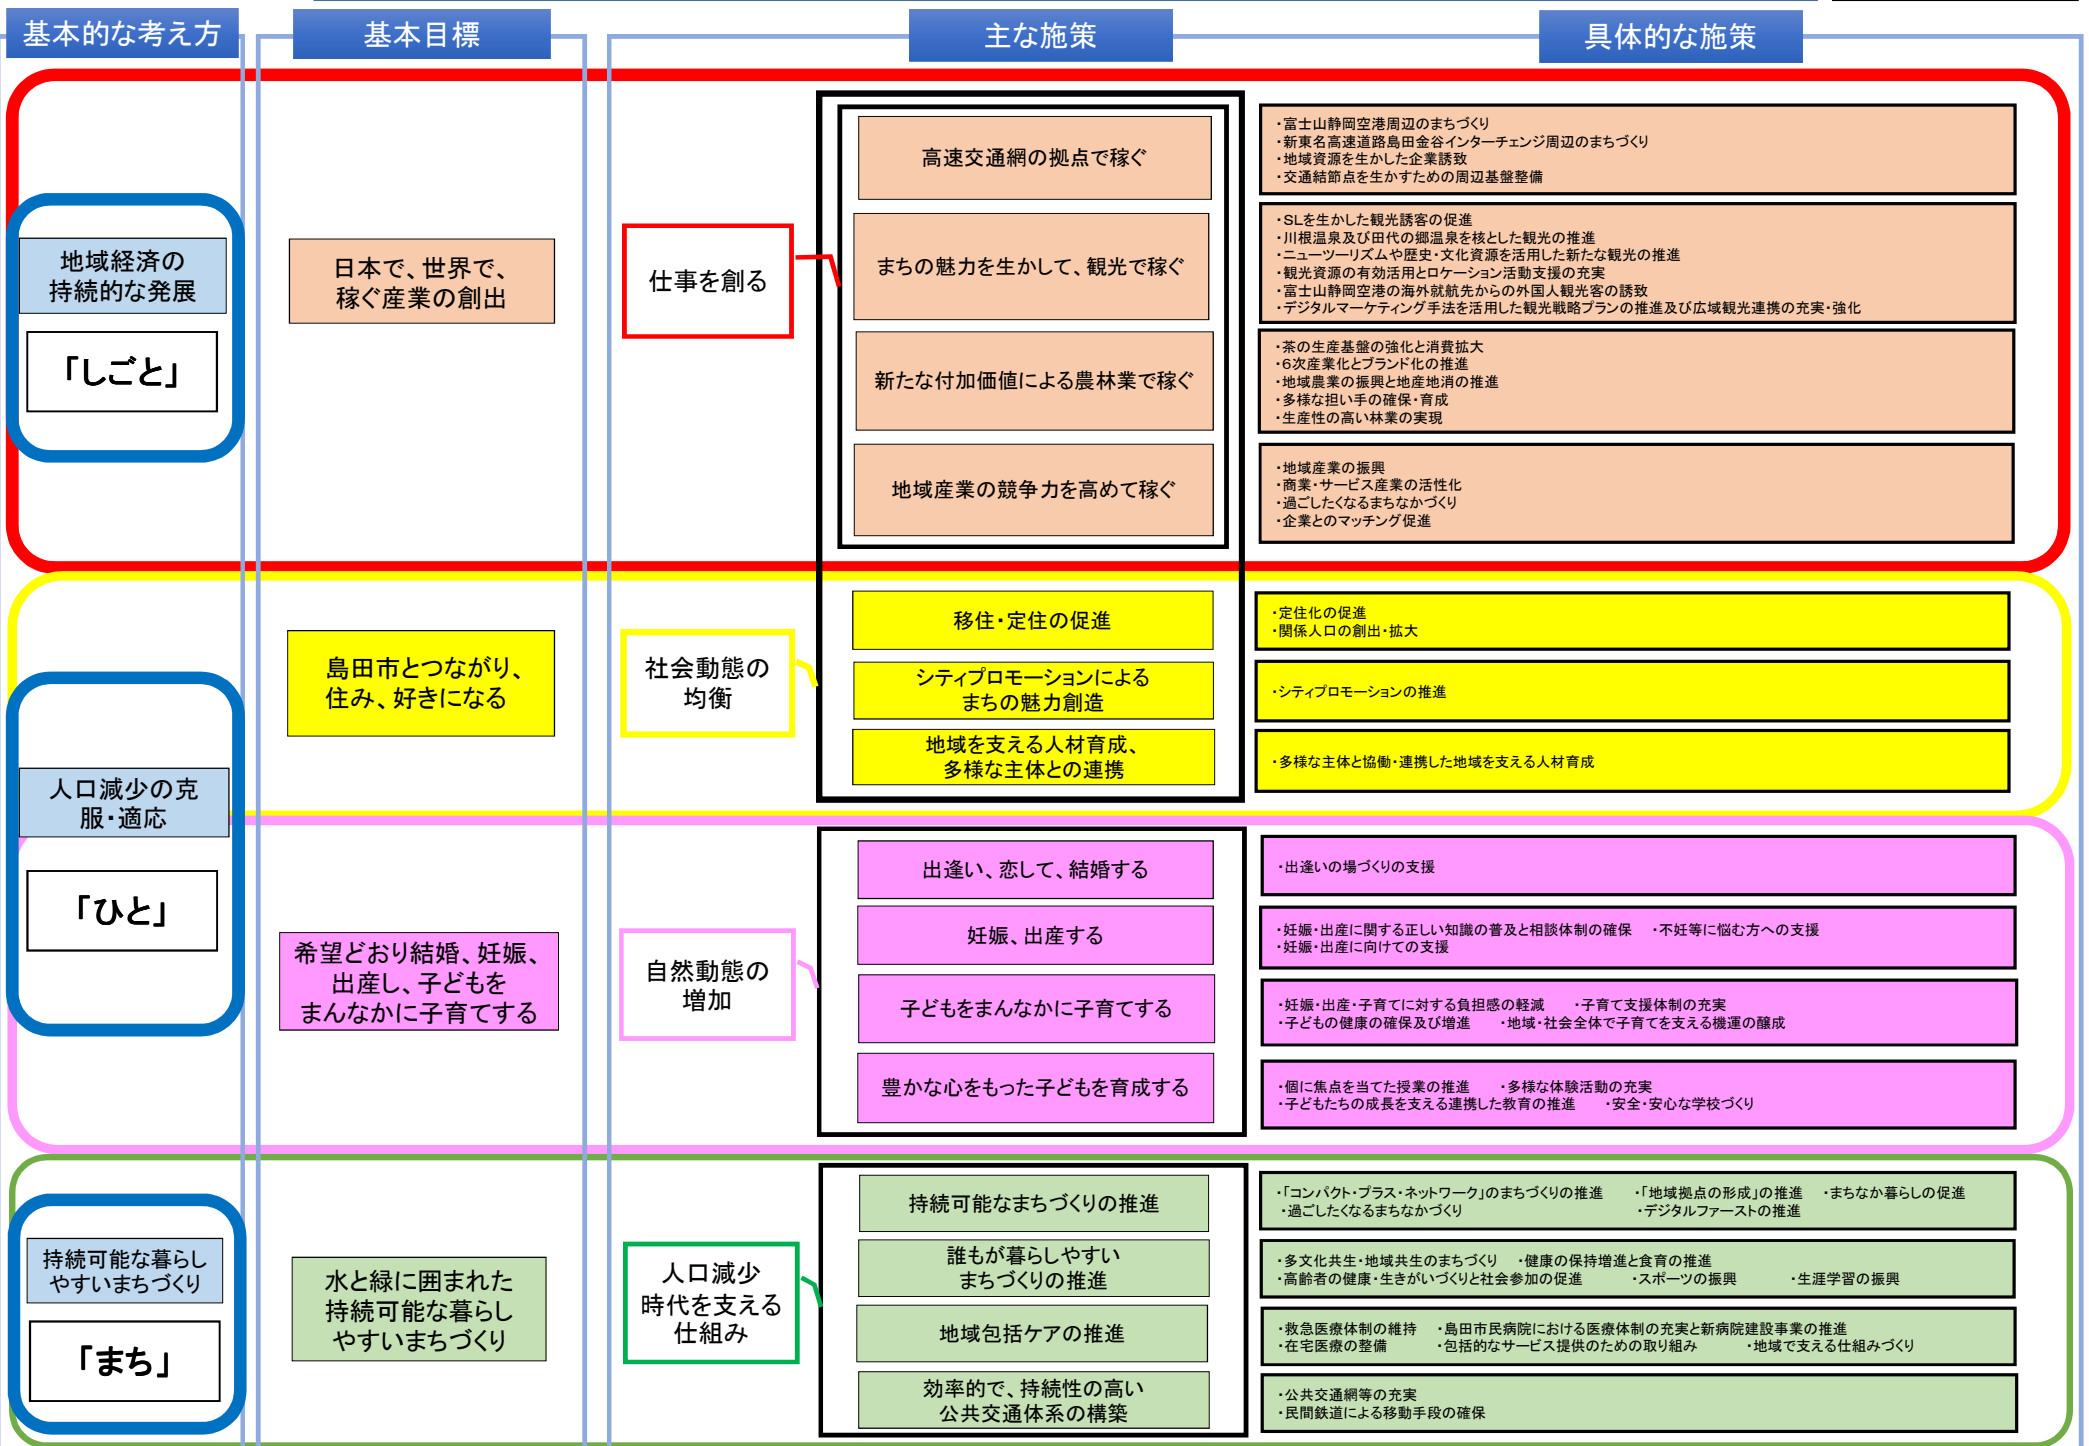 基本的な考え方
基本目標
主な施策
具体的な施策
地域経済の
持続的な発展
「しごと」
日本で、世界で、
稼ぐ産業の創出
仕事を創る
高速交通網の拠点で稼ぐ
・富士山静岡空港周辺のまちづくり
・新東名高速道路島田金谷インターチェンジ周辺のまちづくり
・地域資源を生かした企業誘致
・交通結節点を生かすための周辺基盤整備
まちの魅力を生かして、観光で稼ぐ
・SLを生かした観光誘客の促進
・川根温泉及び田代の郷温泉を核とした観光の推進
・ニューツーリズムや歴史・文化資源を活用した新たな観光の推進
・観光資源の有効活用とロケーション活動支援の充実
・富士山静岡空港の海外就航先からの外国人観光客の誘致
・デジタルマーケティング手法を活用した観光戦略プランの推進及び広域観光連携の充実・強化
新たな付加価値による農林業で稼ぐ
・茶の生産基盤の強化と消費拡大
・6次産業化とブランド化の推進
・地域農業の振興と地産地消の推進
・多様な担い手の確保・育成
・生産性の高い林業の実現
地域産業の競争力を高めて稼ぐ
・地域産業の振興
・商業・サービス産業の活性化
・過ごしたくなるまちなかづくり
・企業とのマッチング促進
人口減少の克
服・適応
「ひと」
島田市とつながり、
住み、好きになる
社会動態の
均衡
移住・定住の促進
・定住化の促進
・関係人口の創出・拡大
シティプロモーションによる
まちの魅力創造
・シティプロモーションの推進
地域を支える人材育成、
多様な主体との連携
・多様な主体と協働・連携した地域を支える人材育成
希望どおり結婚、妊娠、
出産し、子どもを
まんなかに子育てする
自然動態の
増加
出逢い、恋して、結婚する
・出逢いの場づくりの支援
妊娠、出産する
・妊娠・出産に関する正しい知識の普及と相談体制の確保 ・不妊等に悩む方への支援
・妊娠・出産に向けての支援
子どもをまんなかに子育てする
・妊娠・出産・子育てに対する負担感の軽減 ・子育て支援体制の充実
・子どもの健康の確保及び増進 ・地域・社会全体で子育てを支える機運の醸成
豊かな心をもった子どもを育成する
・個に焦点を当てた授業の推進 ・多様な体験活動の充実
・子どもたちの成長を支える連携した教育の推進 ・安全・安心な学校づくり
持続可能な暮らし
やすいまちづくり
「まち」
水と緑に囲まれた
持続可能な暮らし
やすいまちづくり
人口減少
時代を支える
仕組み
持続可能なまちづくりの推進
・「コンパクト・プラス・ネットワーク」のまちづくりの推進 ・「地域拠点の形成」の推進 ・まちなか暮らしの促進
・過ごしたくなるまちなかづくり ・デジタルファーストの推進
誰もが暮らしやすい
まちづくりの推進
・多文化共生・地域共生のまちづくり ・健康の保持増進と食育の推進
・高齢者の健康・生きがいづくりと社会参加の促進 ・スポーツの振興 ・生涯学習の振興
地域包括ケアの推進
・救急医療体制の維持 ・島田市民病院における医療体制の充実と新病院建設事業の推進
・在宅医療の整備 ・包括的なサービス提供のための取り組み ・地域で支える仕組みづくり
効率的で、持続性の高い
公共交通体系の構築
・公共交通網等の充実
・民間鉄道による移動手段の確保